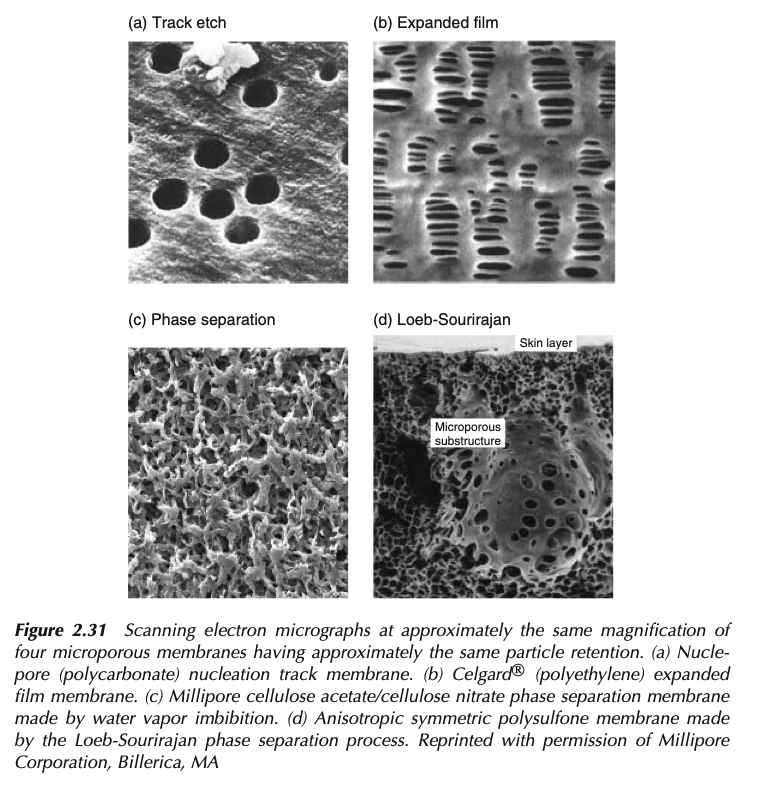 (a) Track etch
(b) Expanded film
(c) Phase separation
(d) Loeb-Sourirajan
Skin layer
Microporous
substructure
Figure 2.31 Scanning electron micrographs at approximately the same magnification of
four microporous membranes having approximately the same particle retention. (a) Nucle-
pore (polycarbonate) nucleation track membrane. (b) Celgard® (polyethylene) expanded
film membrane. (c) Millipore cellulose acetate/cellulose nitrate phase separation membrane
made by water vapor imbibition. (d) Anisotropic symmetric polysulfone membrane made
by the Loeb-Sourirajan phase separation process. Reprinted with permission of Millipore
Corporation, Billerica, MA